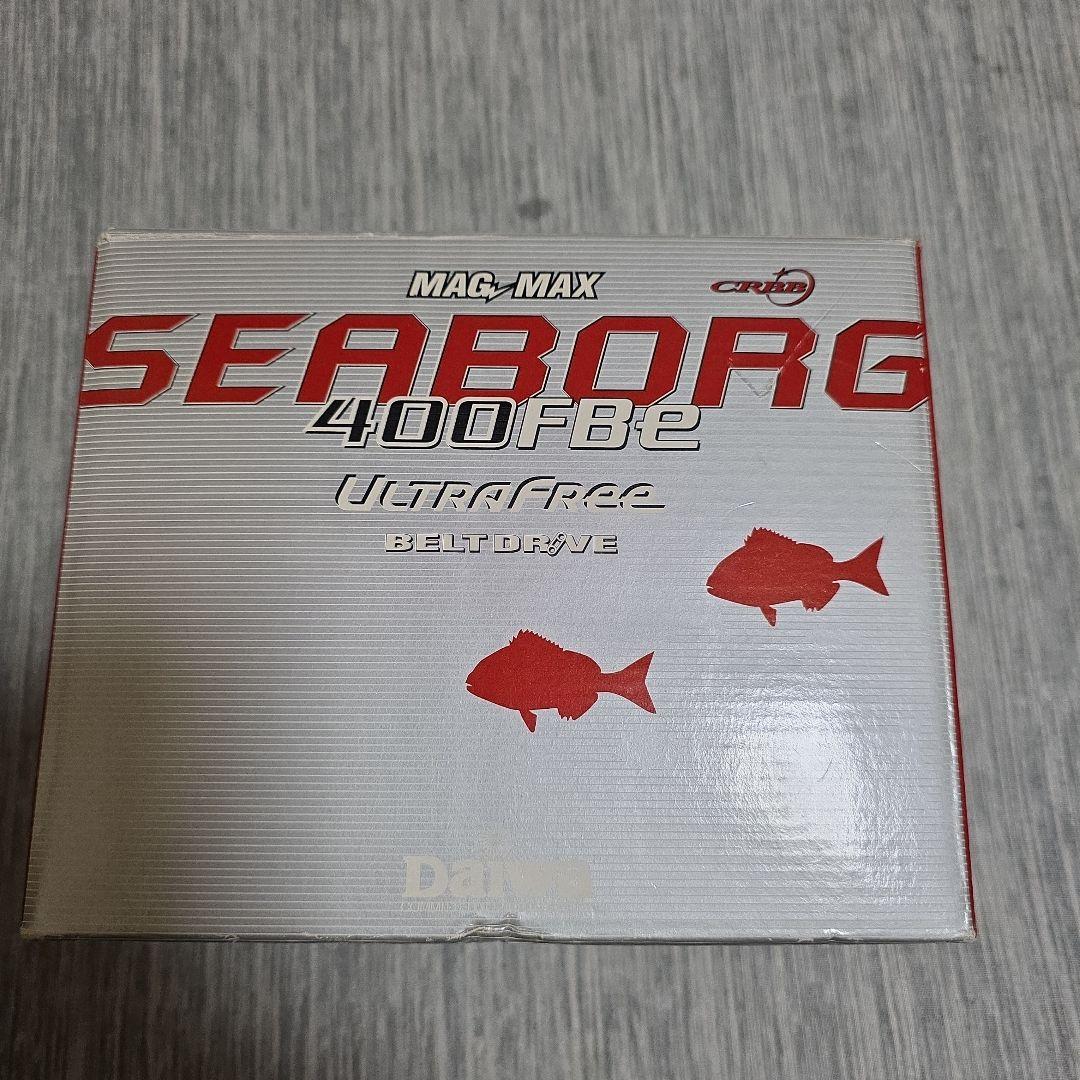 MAG MAX
CRBB
SEABORG
400FBe
ULTRAFREE
BELT DRIVE
Daiwa